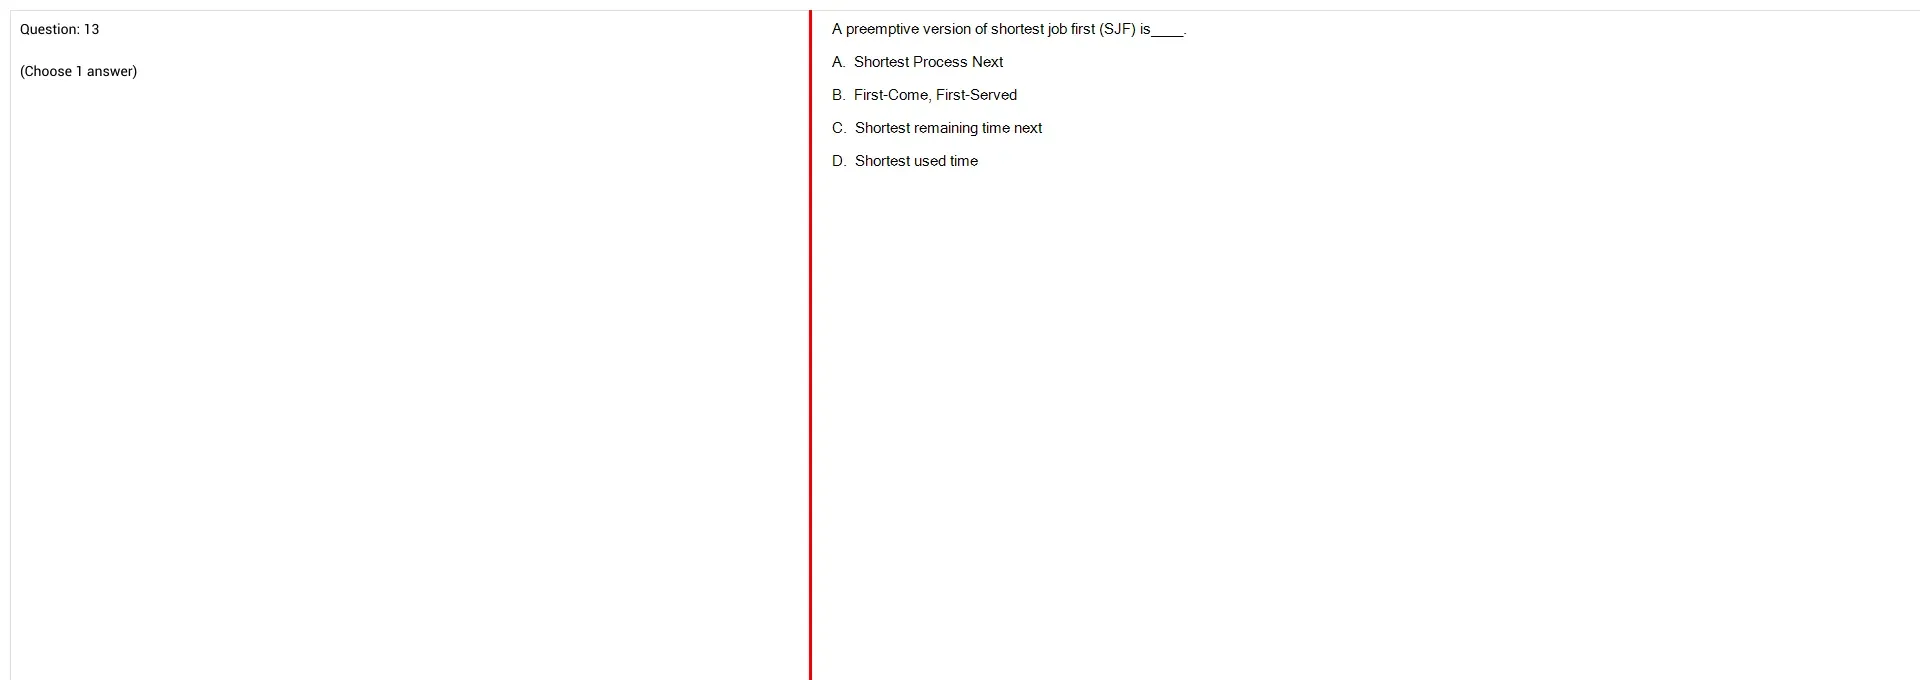 Question: 13
(Choose 1 answer)
A preemptive version of shortest job first (SJF) is____.
A. Shortest Process Next
B. First-Come, First-Served
C. Shortest remaining time next
D. Shortest used time